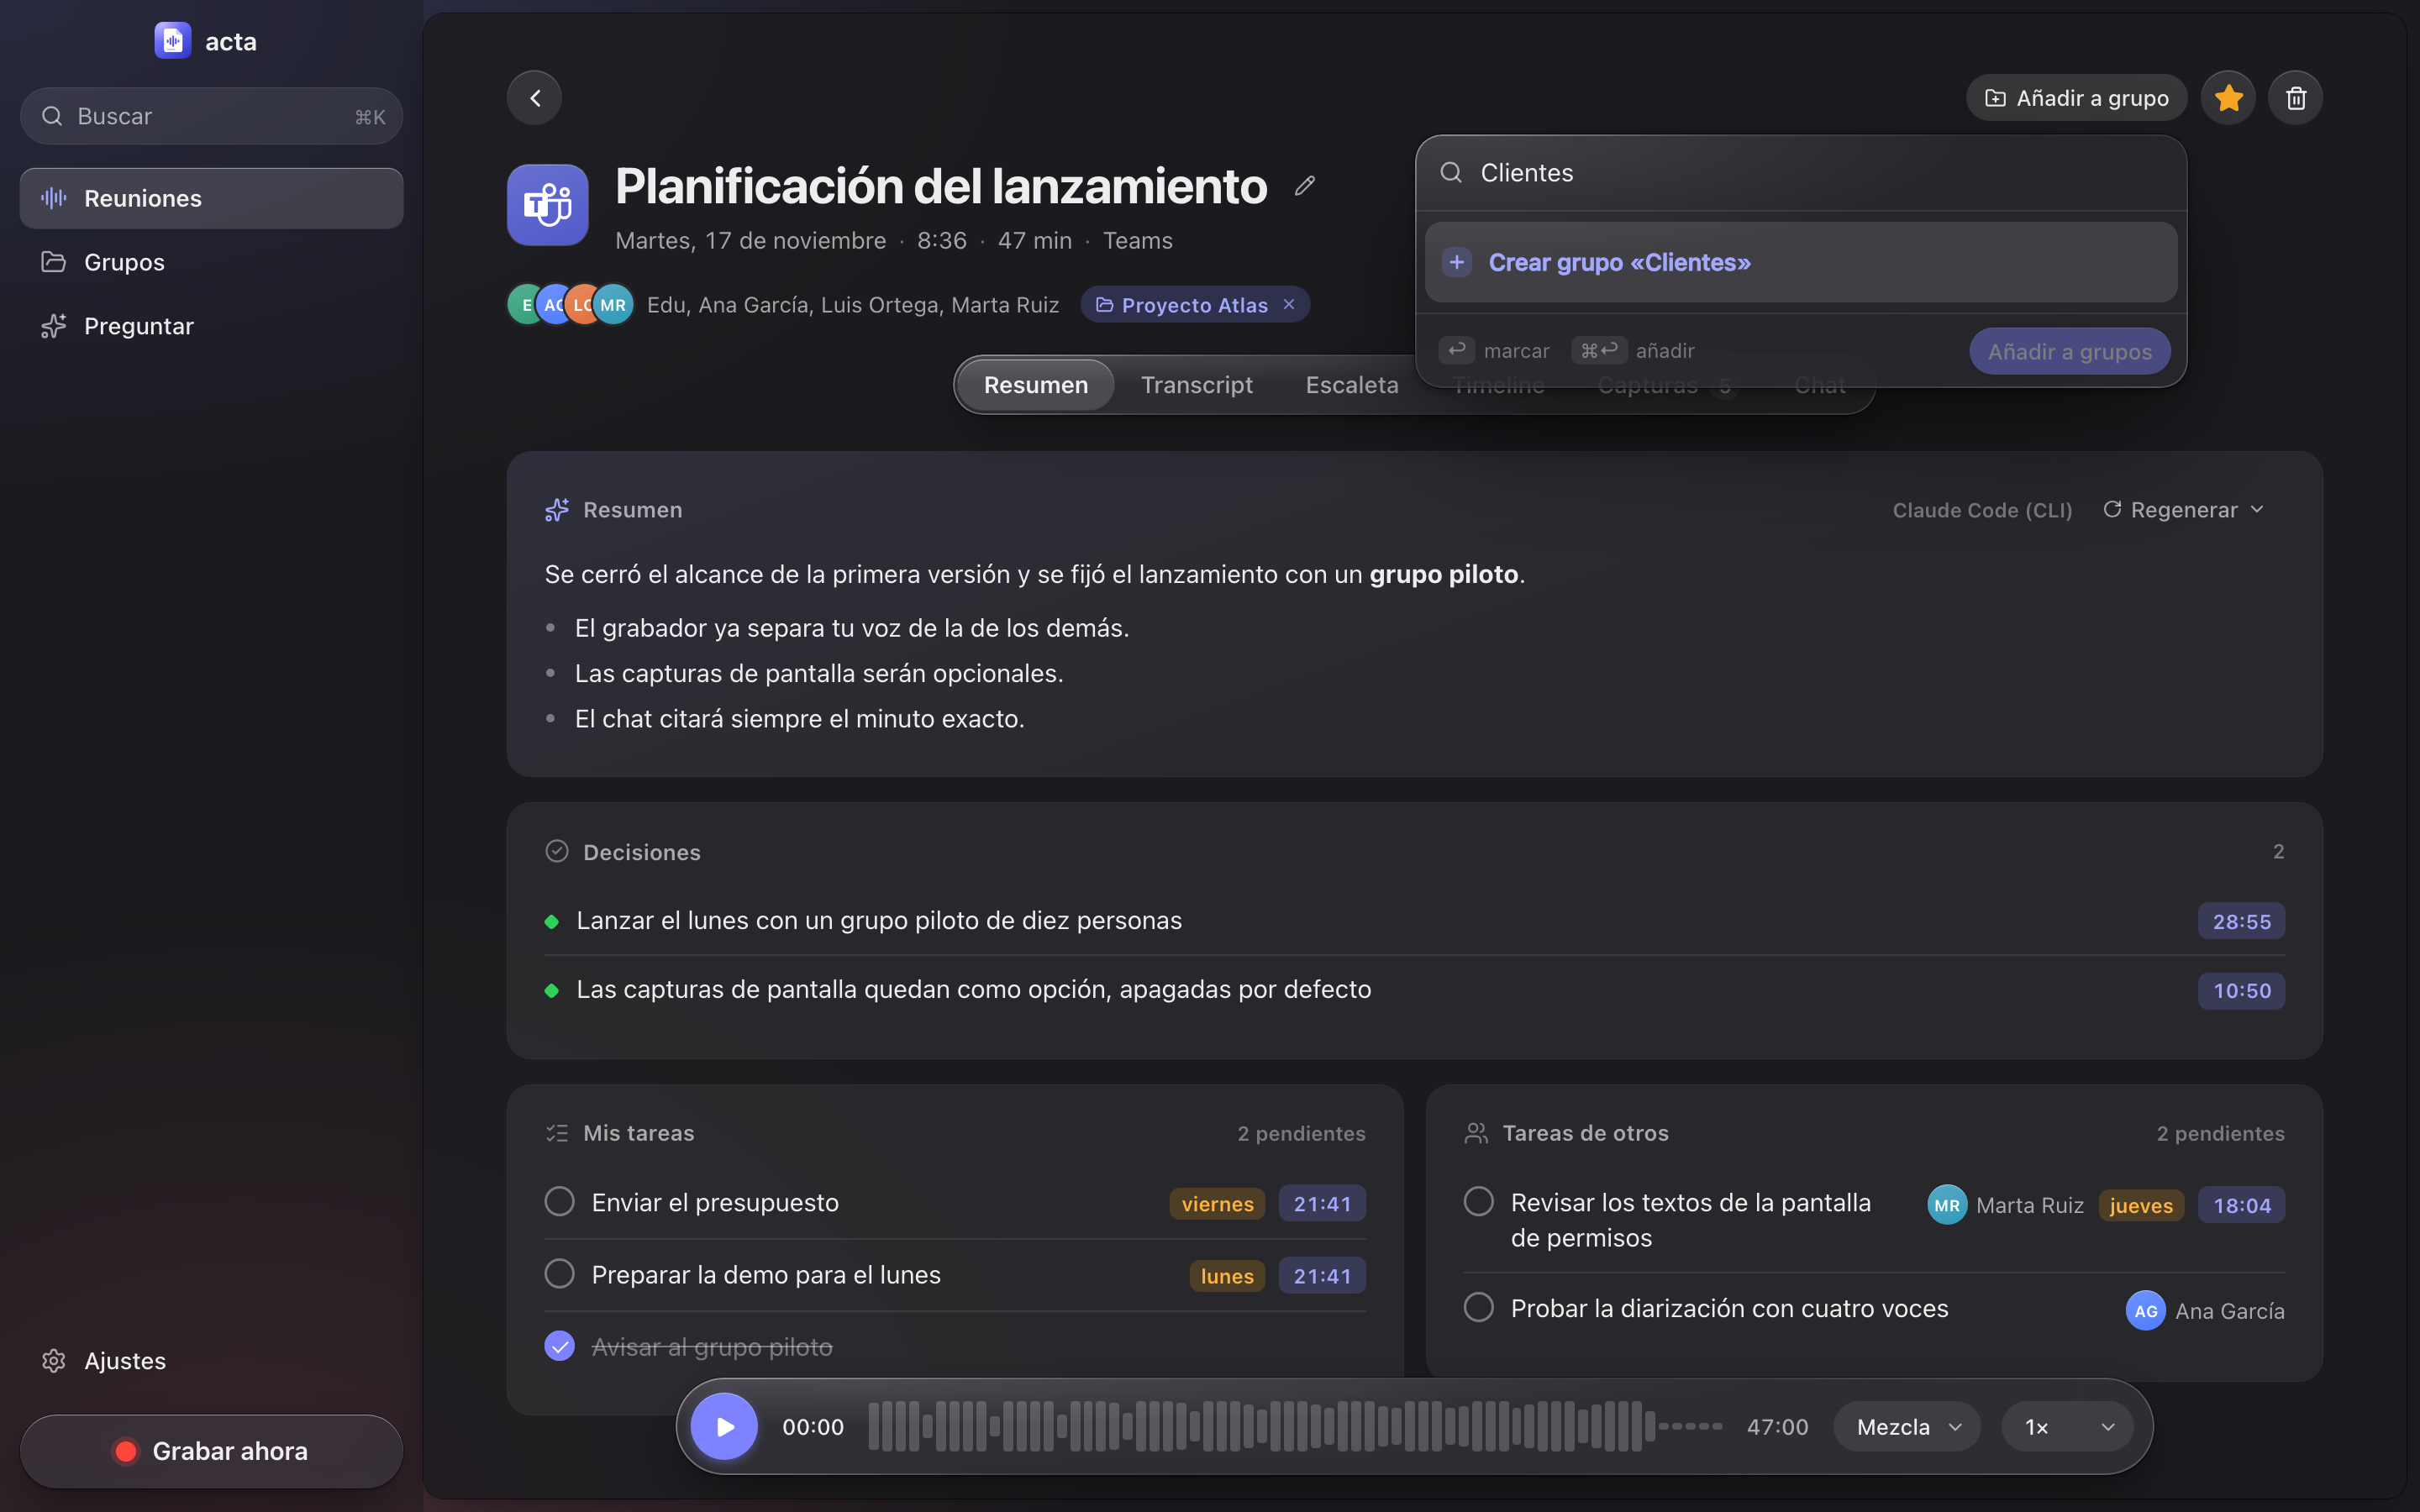 acta
Buscar ⌘K
Reuniones
Grupos
Preguntar
Ajustes
Grabar ahora
Añadir a grupo
Planificación del lanzamiento
Martes, 17 de noviembre · 8:36 · 47 min · Teams
E AG LO MR Edu, Ana García, Luis Ortega, Marta Ruiz Proyecto Atlas ×
Clientes
+ Crear grupo «Clientes»
↩ marcar ⌘↩ añadir Añadir a grupos
Resumen Transcript Escaleta Timeline Capturas 5 Chat
Resumen Claude Code (CLI) Regenerar
Se cerró el alcance de la primera versión y se fijó el lanzamiento con un grupo piloto.
• El grabador ya separa tu voz de la de los demás.
• Las capturas de pantalla serán opcionales.
• El chat citará siempre el minuto exacto.
Decisiones 2
Lanzar el lunes con un grupo piloto de diez personas 28:55
Las capturas de pantalla quedan como opción, apagadas por defecto 10:50
Mis tareas 2 pendientes
Enviar el presupuesto viernes 21:41
Preparar la demo para el lunes lunes 21:41
Avisar al grupo piloto
Tareas de otros 2 pendientes
Revisar los textos de la pantalla MR Marta Ruiz jueves 18:04
de permisos
Probar la diarización con cuatro voces AG Ana García
00:00 47:00 Mezcla 1×